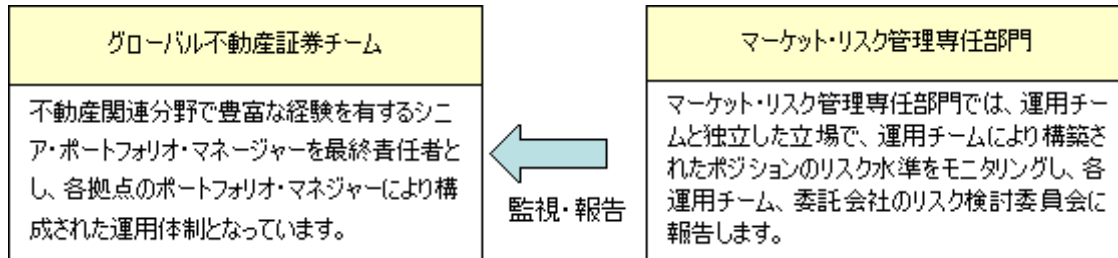 グローバル不動産証券チーム
不動産関連分野で豊富な経験を有するシニ
ア・ポートフォリオ・マネージャーを最終責任者と
し、各拠点のポートフォリオ・マネジャーにより構
成された運用体制となっています。
監視・報告
マーケット・リスク管理専任部門
マーケット・リスク管理専任部門では、運用チー
ムと独立した立場で、運用チームにより構築さ
れたポジションのリスク水準をモニタリングし、各
運用チーム、委託会社のリスク検討委員会に
報告します。